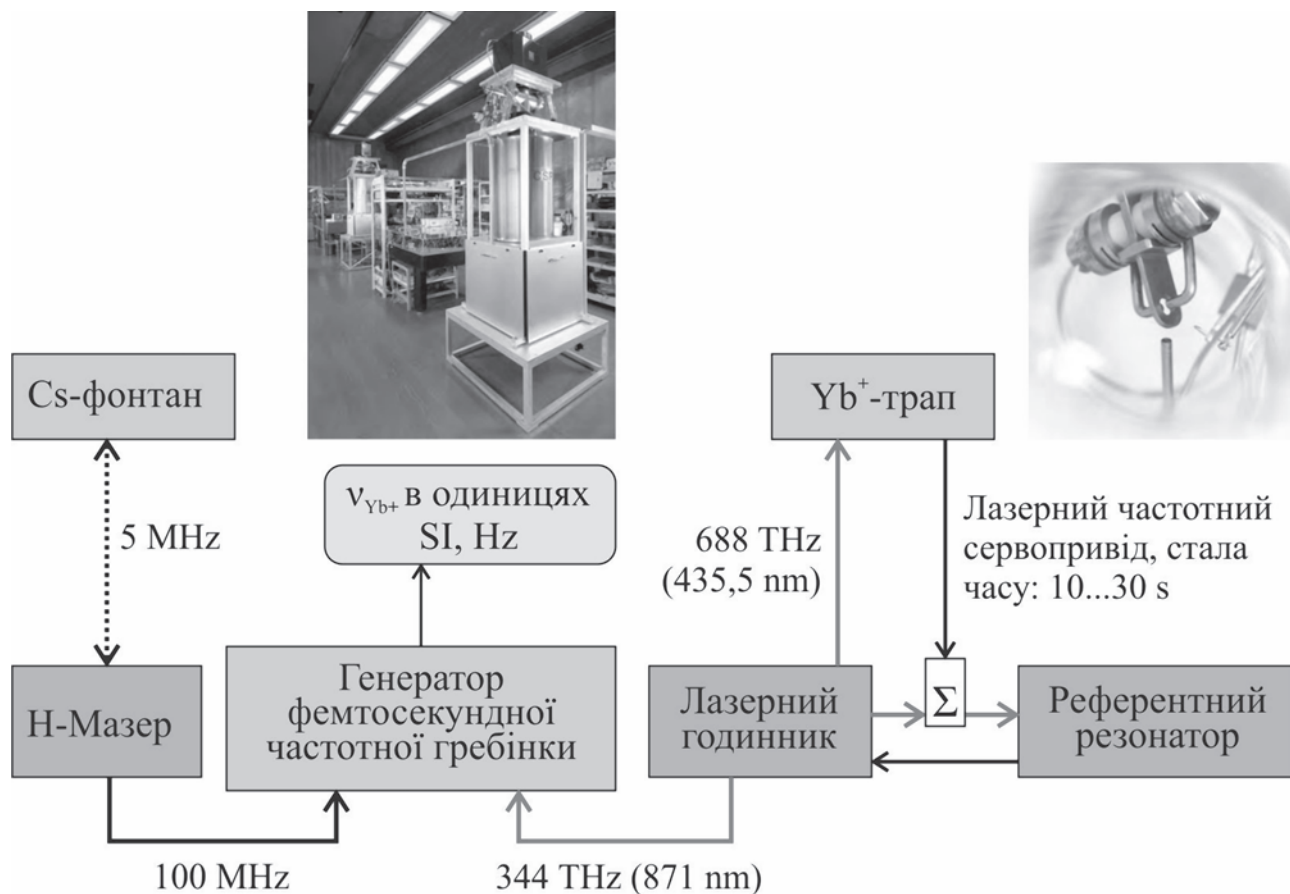 Cs-фонтан
5 MHz
ν_Yb+ в одиницях
SI, Hz
Yb⁺-трап
688 THz
(435,5 nm)
Лазерний частотний
сервопривід, стала
часу: 10...30 s
Н-Мазер
Генератор
фемтосекундної
частотної гребінки
Лазерний
годинник
Σ
Референтний
резонатор
100 MHz
344 THz (871 nm)